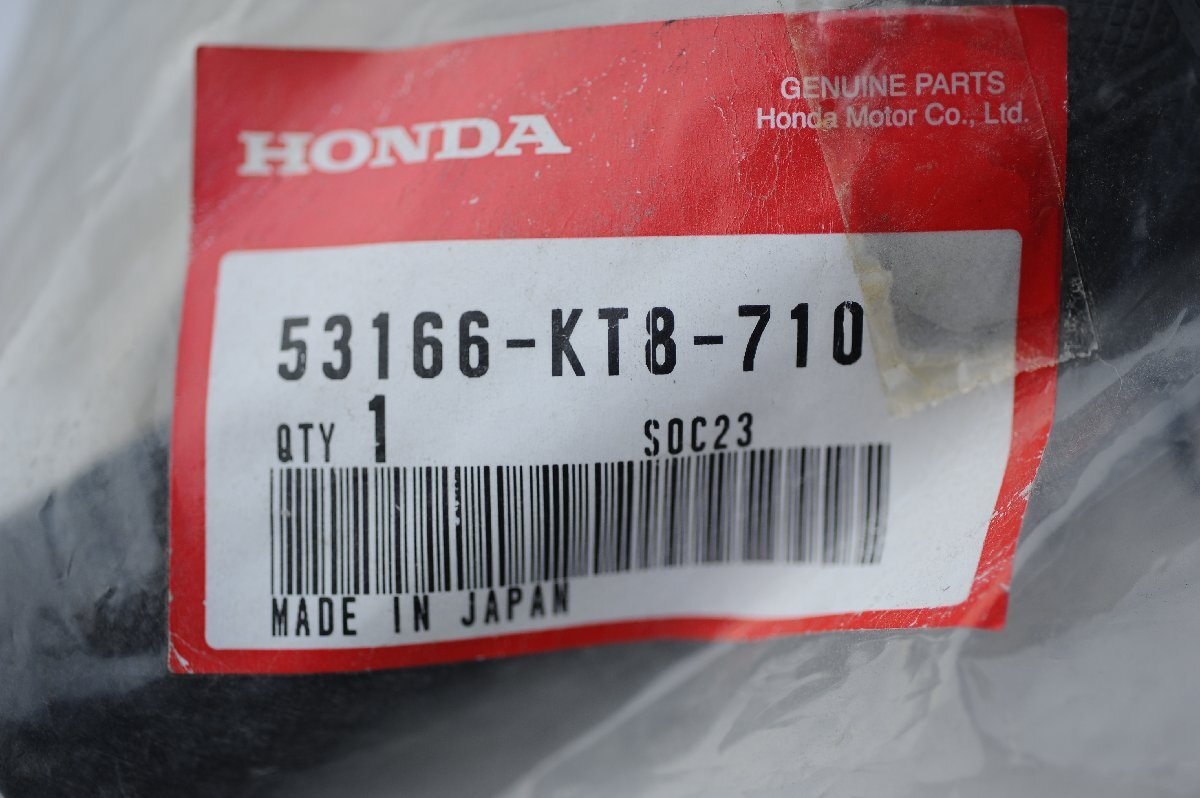 GENUINE PARTS
HONDA
Honda Motor Co., Ltd.
53166-KT8-710
QTY 1
SOC23
MADE IN JAPAN